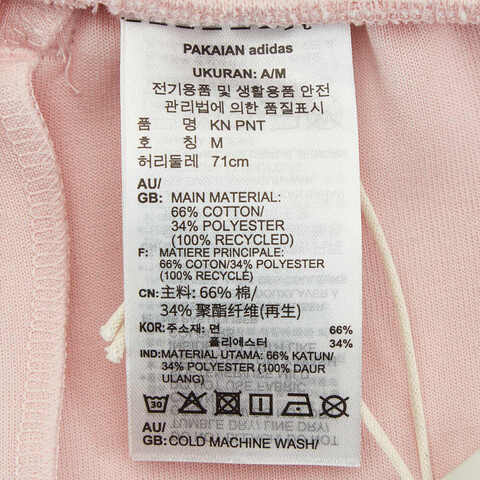 PAKAIAN adidas
UKURAN: A/M
전기용품 및 생활용품 안전
관리법에 의한 품질표시
품 명 KN PNT
호 칭 M
허리둘레 71cm
AU/
GB: MAIN MATERIAL:
66% COTTON/
34% POLYESTER
(100% RECYCLED)
F: MATIERE PRINCIPALE:
66% COTON/34% POLYESTER
(100% RECYCLÉ)
CN: 主料: 66% 棉/
34% 聚酯纤维(再生)
KOR: 주소재: 면 66%
폴리에스터 34%
IND: MATERIAL UTAMA: 66% KATUN/
34% POLYESTER (100% DAUR
ULANG)
30
AU/
GB: COLD MACHINE WASH/